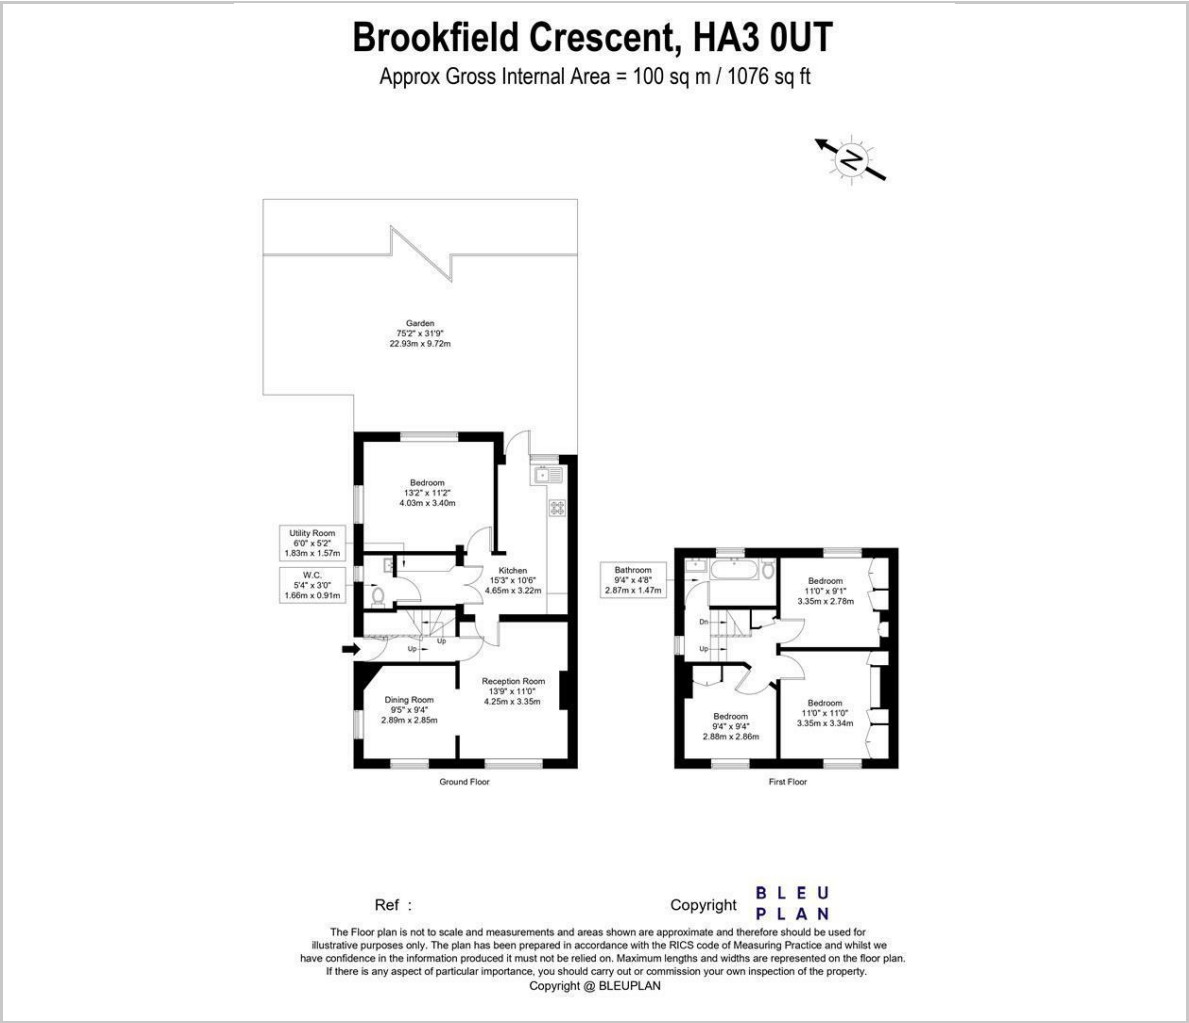 Brookfield Crescent, HA3 0UT
Approx Gross Internal Area = 100 sq m / 1076 sq ft
N
Garden
75'2" x 31'9"
22.93m x 9.72m
Bedroom
13'2" x 11'2"
4.03m x 3.40m
Utility Room
6'0" x 5'2"
1.83m x 1.57m
W.C.
5'4" x 3'0"
1.66m x 0.91m
Kitchen
15'3" x 10'6"
4.65m x 3.22m
Up
Up
Reception Room
13'9" x 11'0"
4.25m x 3.35m
Dining Room
9'5" x 9'4"
2.89m x 2.85m
Ground Floor
Bathroom
9'4" x 4'8"
2.87m x 1.47m
Bedroom
11'0" x 9'1"
3.35m x 2.78m
Dn
Up
Bedroom
11'0" x 11'0"
3.35m x 3.34m
Bedroom
9'4" x 9'4"
2.88m x 2.86m
First Floor
Ref :
Copyright
BLEU
PLAN
The Floor plan is not to scale and measurements and areas shown are approximate and therefore should be used for
illustrative purposes only. The plan has been prepared in accordance with the RICS code of Measuring Practice and whilst we
have confidence in the information produced it must not be relied on. Maximum lengths and widths are represented on the floor plan.
If there is any aspect of particular importance, you should carry out or commission your own inspection of the property.
Copyright @ BLEUPLAN